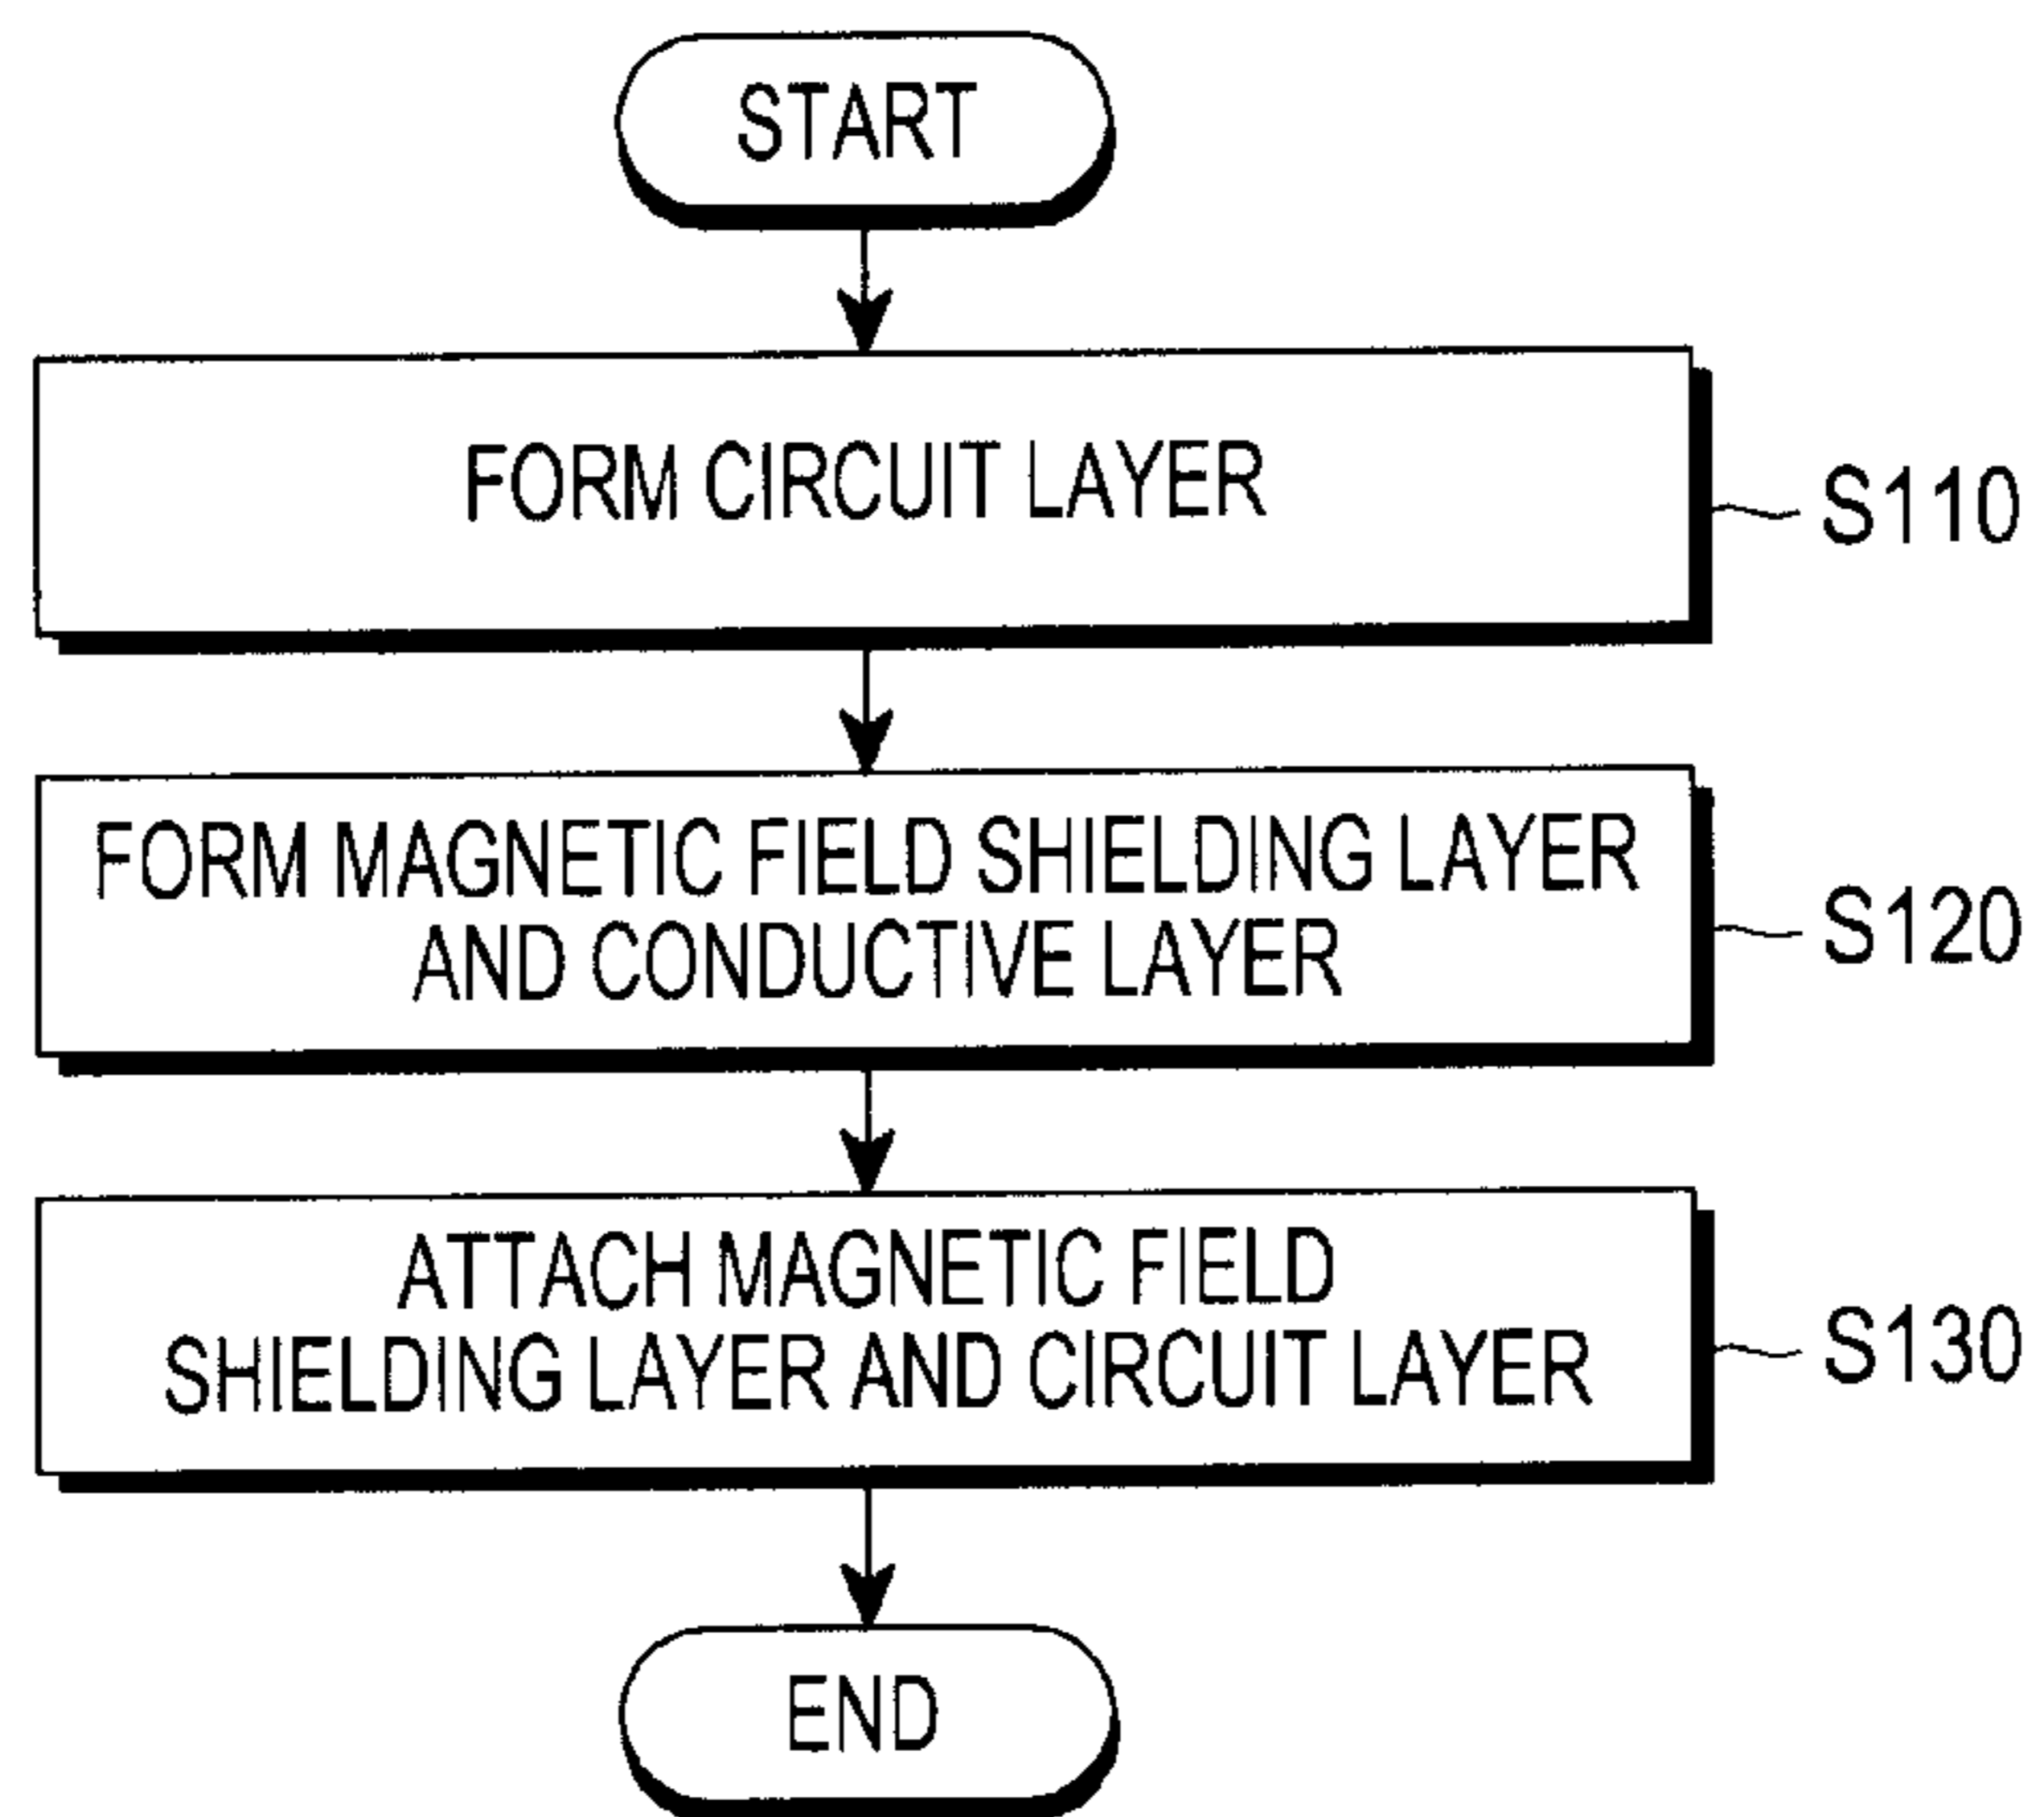 START
FORM CIRCUIT LAYER
S110
FORM MAGNETIC FIELD SHIELDING LAYER
AND CONDUCTIVE LAYER
S120
ATTACH MAGNETIC FIELD
SHIELDING LAYER AND CIRCUIT LAYER
S130
END